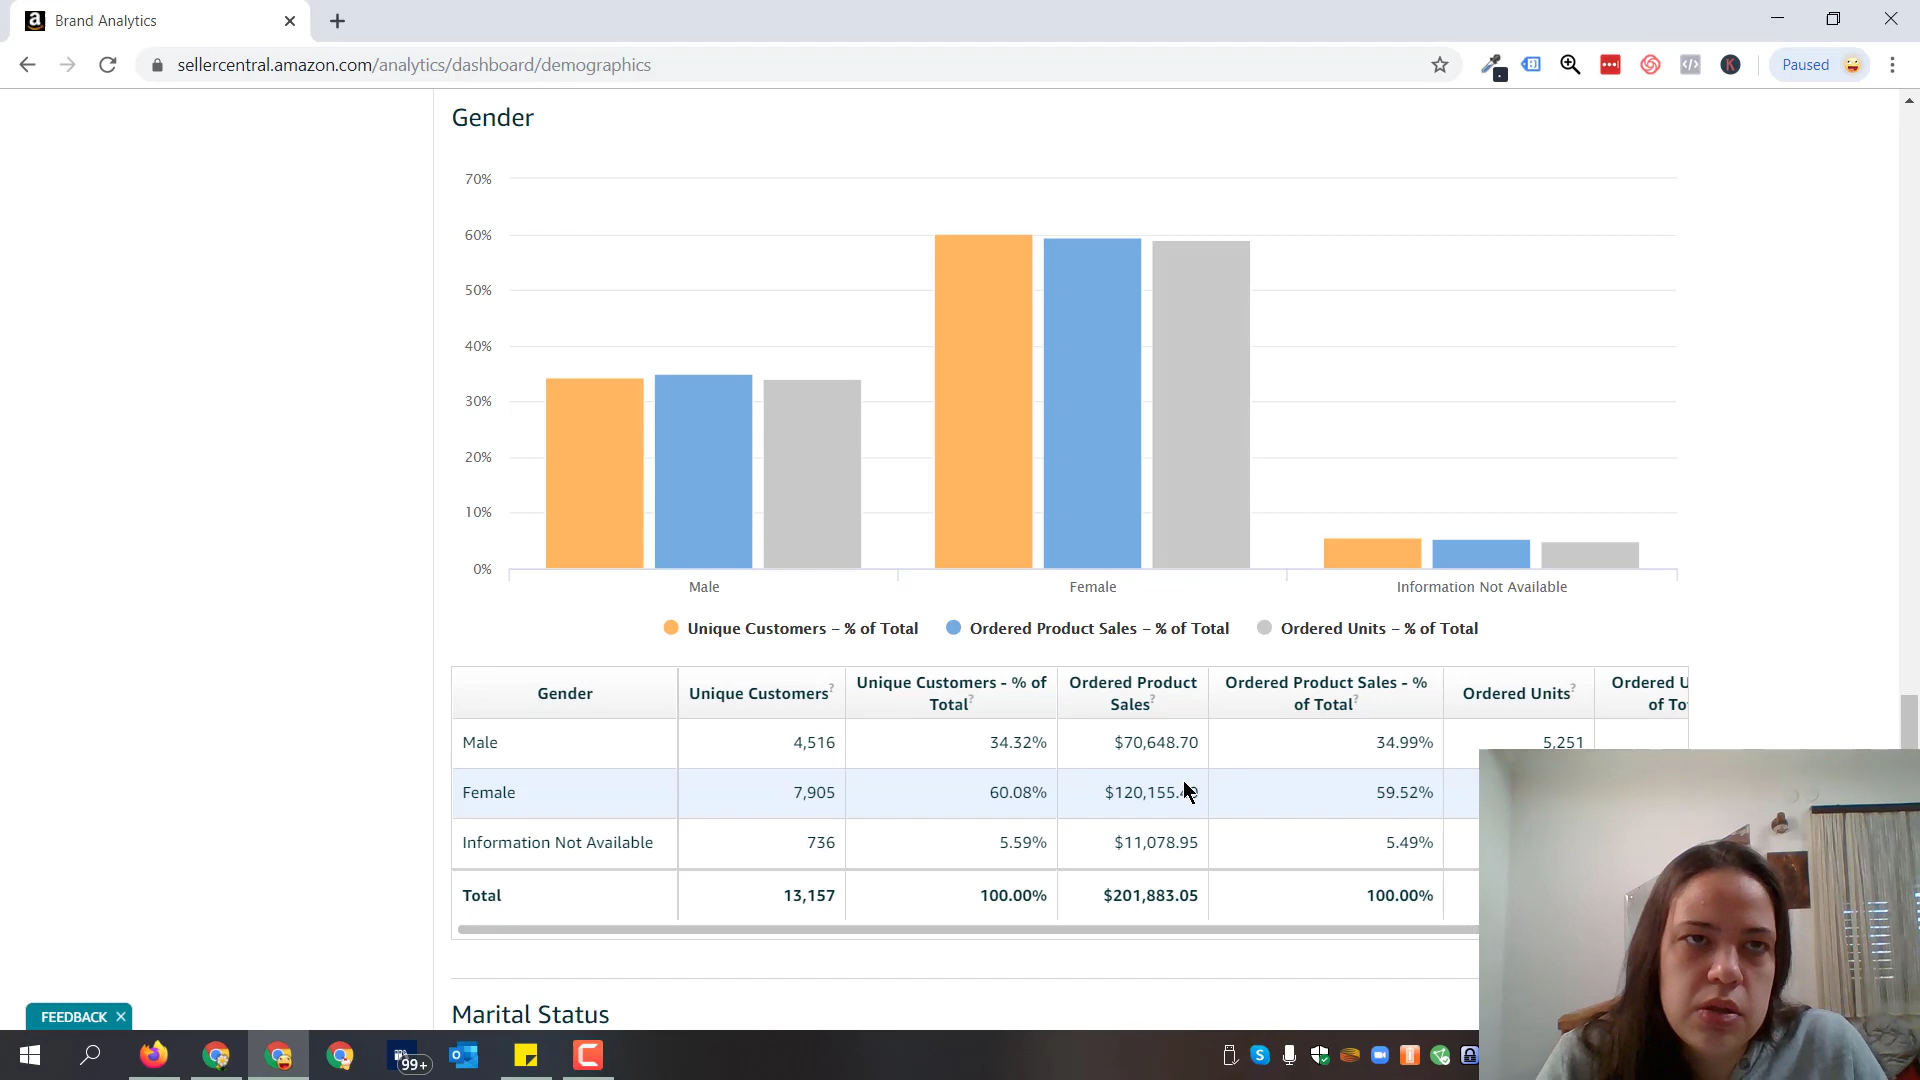 Brand Analytics
sellercentral.amazon.com/analytics/dashboard/demographics
Paused
Gender
70%
60%
50%
40%
30%
20%
10%
0%
Male
Female
Information Not Available
Unique Customers – % of Total
Ordered Product Sales – % of Total
Ordered Units – % of Total
Gender
Unique Customers?
Unique Customers - % of
Total?
Ordered Product
Sales?
Ordered Product Sales - %
of Total?
Ordered Units?
Ordered U
of To
Male 4,516 34.32% $70,648.70 34.99% 5,251
Female 7,905 60.08% $120,155. 59.52%
Information Not Available 736 5.59% $11,078.95 5.49%
Total 13,157 100.00% $201,883.05 100.00%
Marital Status
FEEDBACK
99+